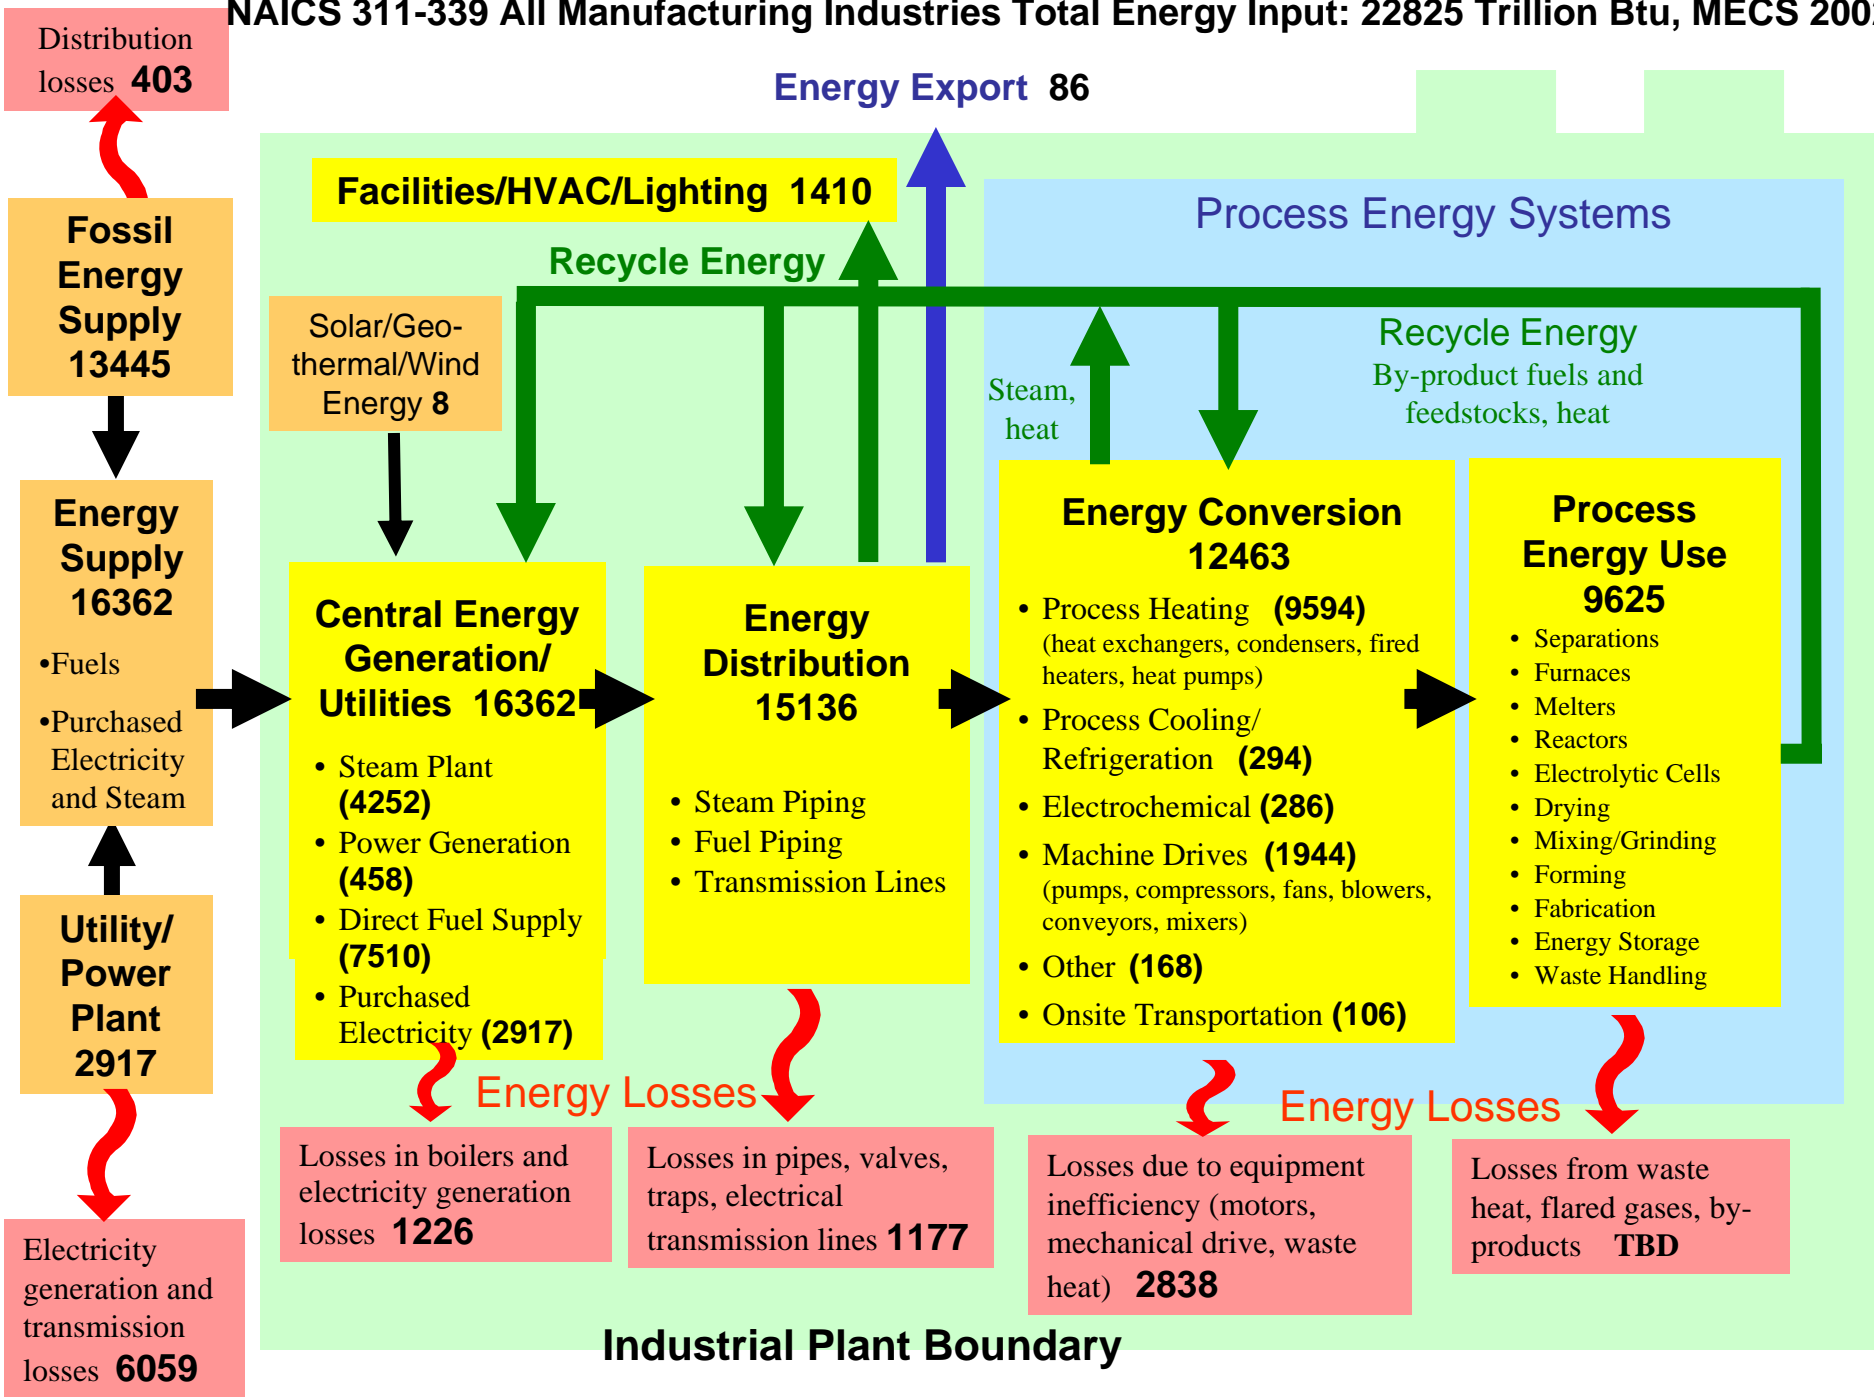 NAICS 311-339 All Manufacturing Industries Total Energy Input: 22825 Trillion Btu, MECS 2002
Distribution
losses 403
Energy Export 86
Facilities/HVAC/Lighting 1410
Process Energy Systems
Fossil
Energy
Supply
13445
Recycle Energy
Solar/Geo-
thermal/Wind
Energy 8
Steam,
heat
Recycle Energy
By-product fuels and
feedstocks, heat
Energy
Supply
16362
•Fuels
•Purchased
Electricity
and Steam
Central Energy
Generation/
Utilities 16362
• Steam Plant
(4252)
• Power Generation
(458)
• Direct Fuel Supply
(7510)
• Purchased
Electricity (2917)
Energy
Distribution
15136
• Steam Piping
• Fuel Piping
• Transmission Lines
Energy Conversion
12463
• Process Heating (9594)
(heat exchangers, condensers, fired
heaters, heat pumps)
• Process Cooling/
Refrigeration (294)
• Electrochemical (286)
• Machine Drives (1944)
(pumps, compressors, fans, blowers,
conveyors, mixers)
• Other (168)
• Onsite Transportation (106)
Process
Energy Use
9625
• Separations
• Furnaces
• Melters
• Reactors
• Electrolytic Cells
• Drying
• Mixing/Grinding
• Forming
• Fabrication
• Energy Storage
• Waste Handling
Utility/
Power
Plant
2917
Energy Losses
Energy Losses
Losses in boilers and
electricity generation
losses 1226
Losses in pipes, valves,
traps, electrical
transmission lines 1177
Losses due to equipment
inefficiency (motors,
mechanical drive, waste
heat) 2838
Losses from waste
heat, flared gases, by-
products TBD
Electricity
generation and
transmission
losses 6059
Industrial Plant Boundary